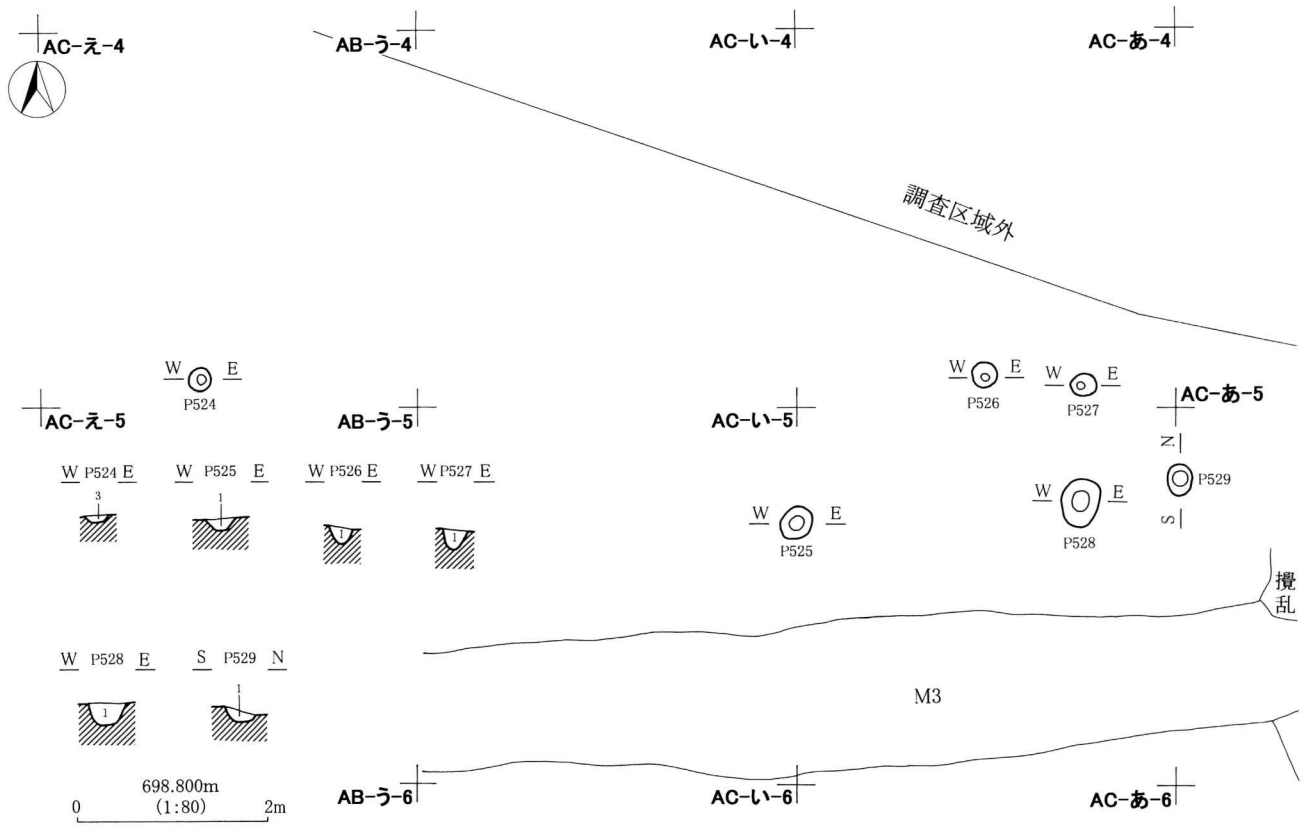 AC-え-4
AB-う-4
AC-い-4
AC-あ-4
調査区域外
W E
P524
W E
P526
W E
P527
AC-え-5
AB-う-5
AC-い-5
AC-あ-5
W P524 E
3
W P525 E
1
W P526 E
1
W P527 E
1
W E
P525
W E
P528
N
P529
S
攪乱
W P528 E
1
S P529 N
1
M3
698.800m
0 (1:80) 2m
AB-う-6
AC-い-6
AC-あ-6